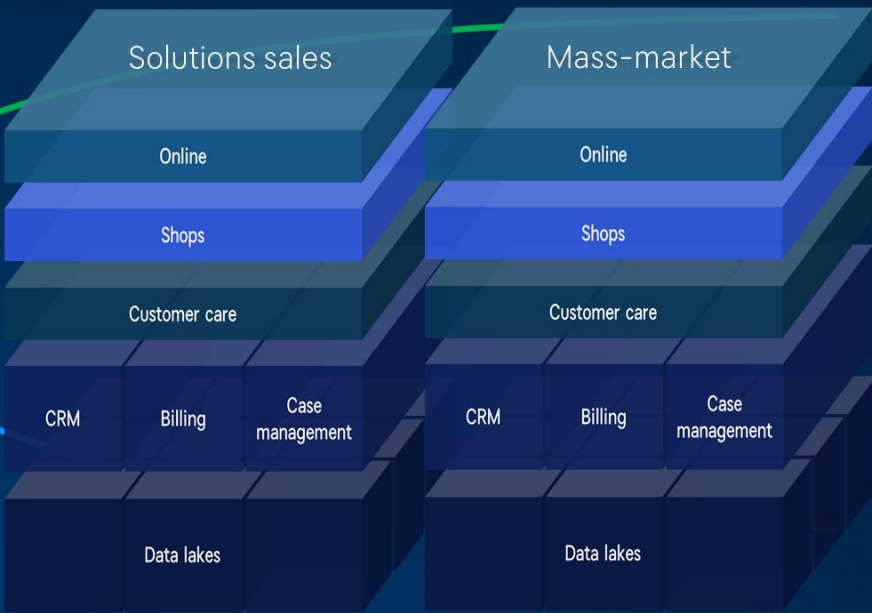 Solutions sales
Online
Shops
Customer care
CRM
Billing
Case
management
Data lakes
Mass-market
Online
Shops
Customer care
CRM
Billing
Case
management
Data lakes